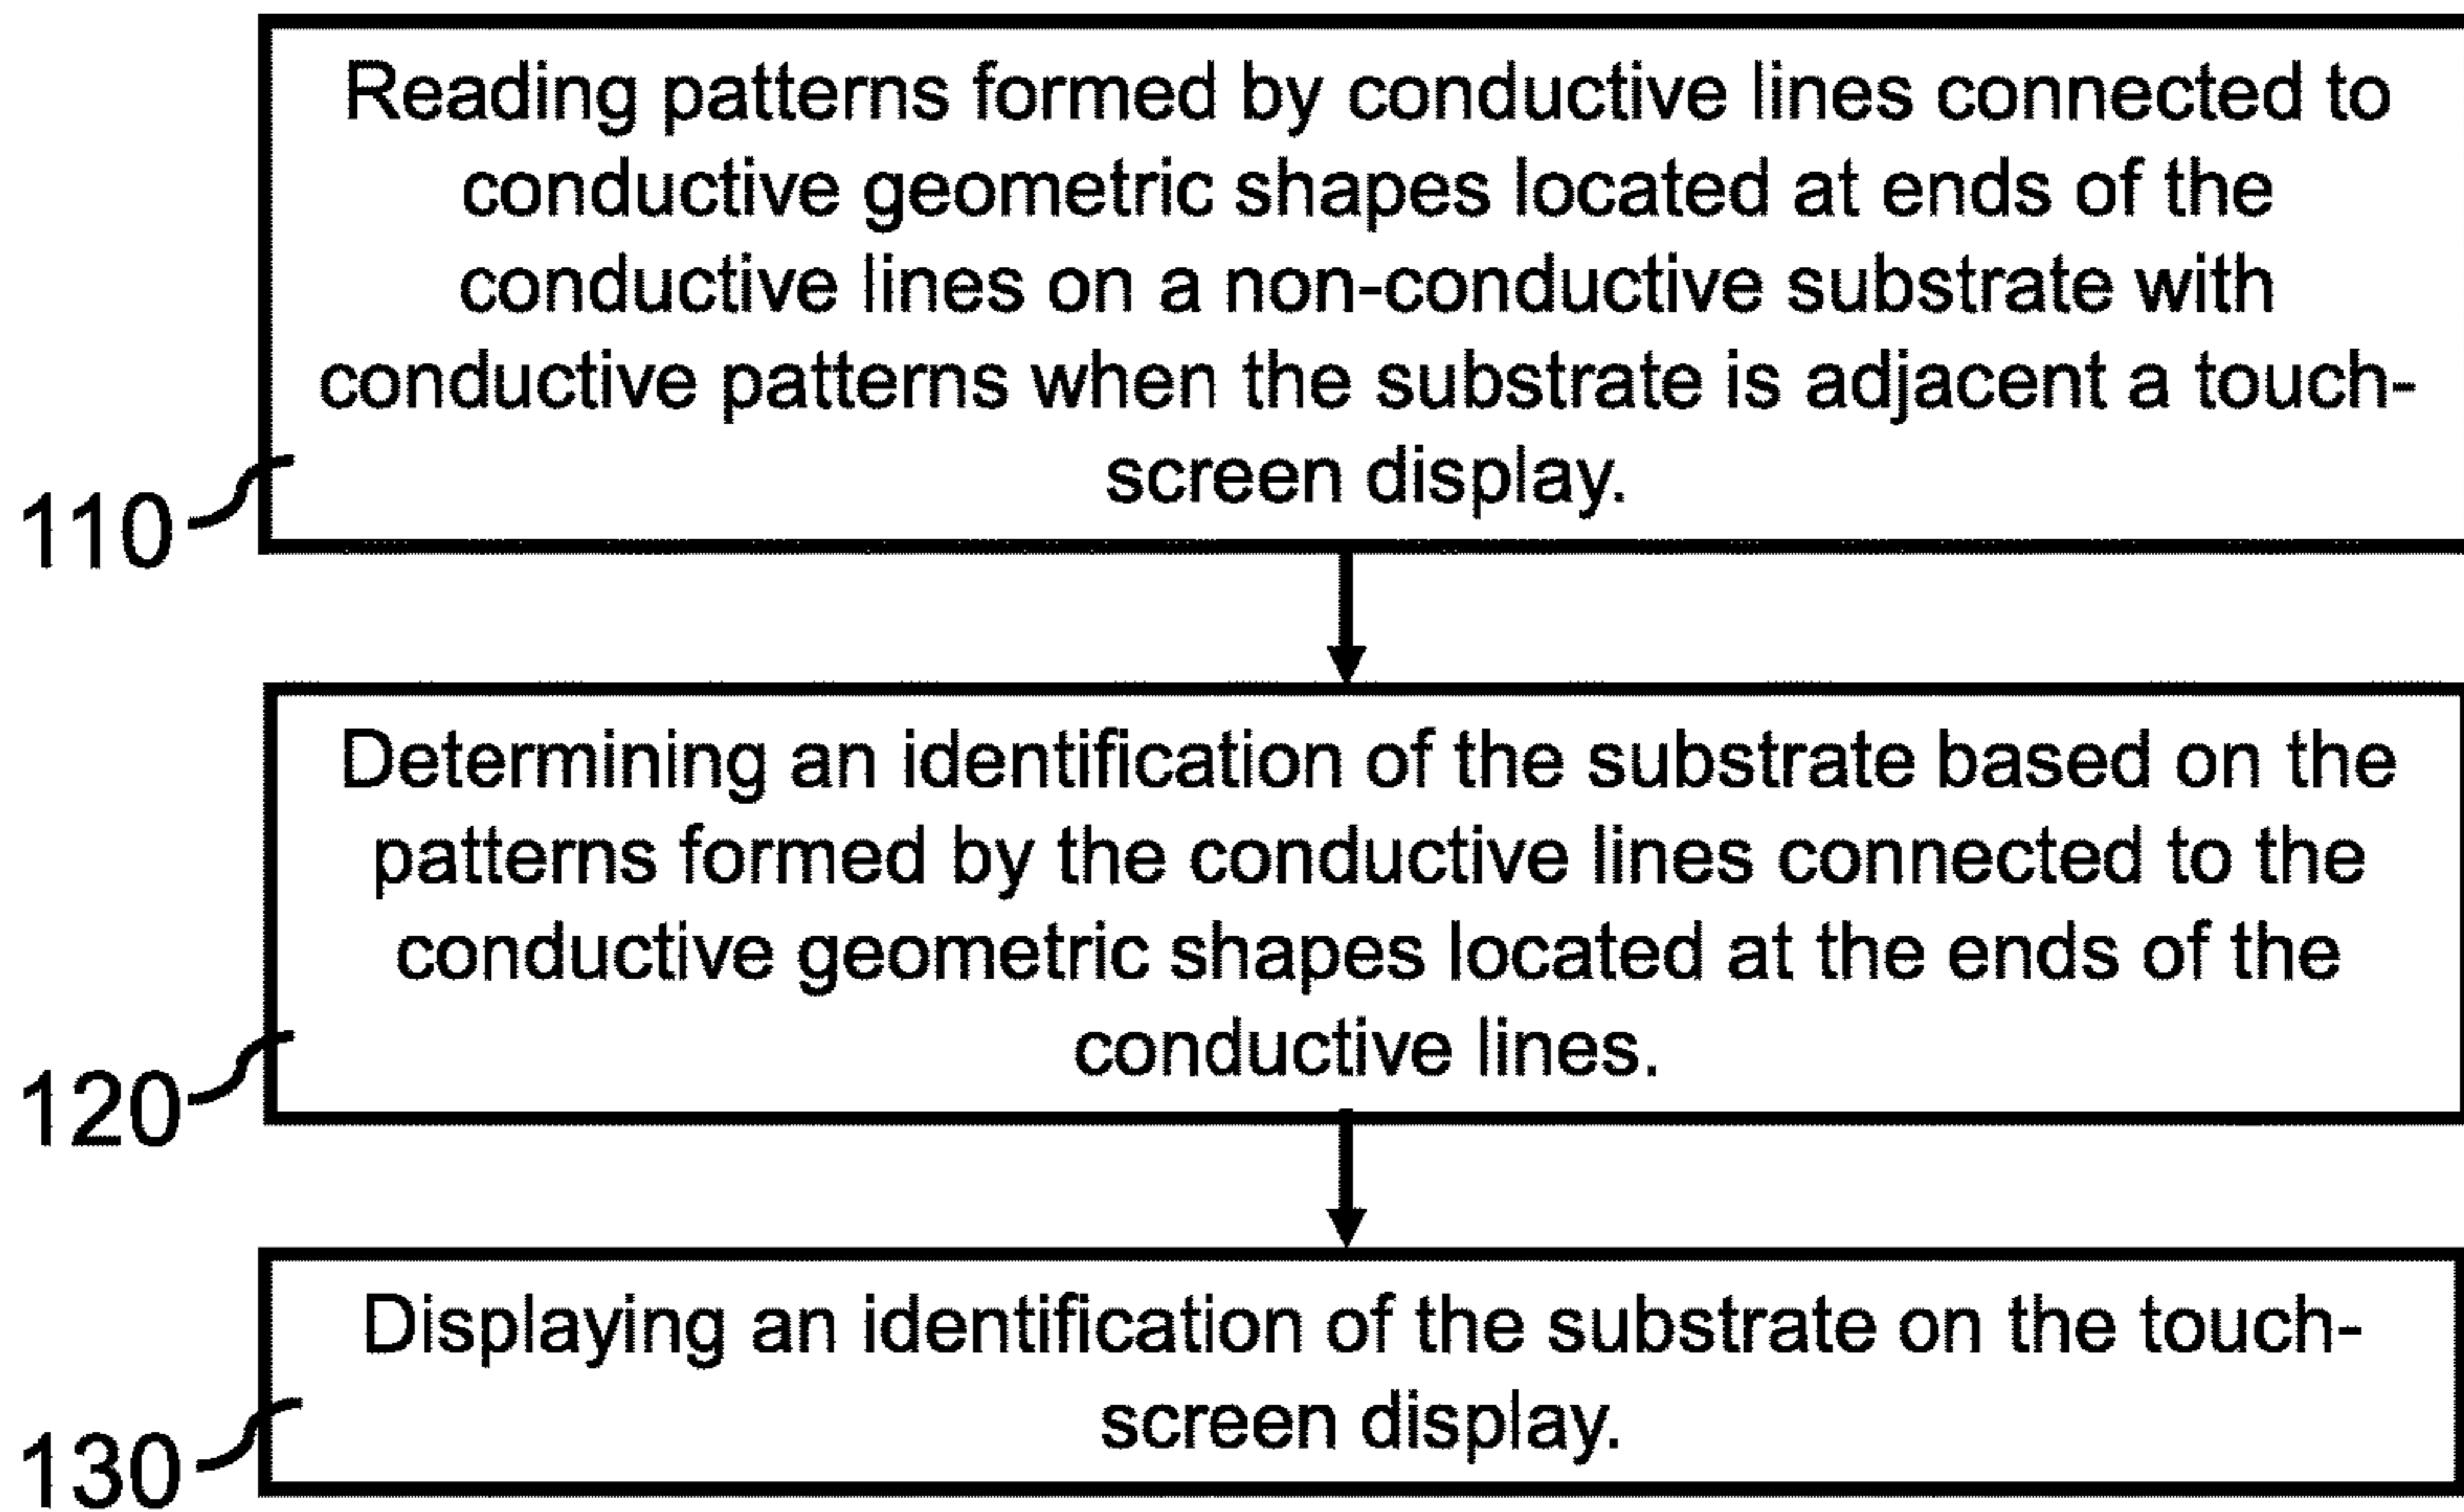 Reading patterns formed by conductive lines connected to
conductive geometric shapes located at ends of the
conductive lines on a non-conductive substrate with
conductive patterns when the substrate is adjacent a touch-
screen display.
110
Determining an identification of the substrate based on the
patterns formed by the conductive lines connected to the
conductive geometric shapes located at the ends of the
conductive lines.
120
Displaying an identification of the substrate on the touch-
screen display.
130